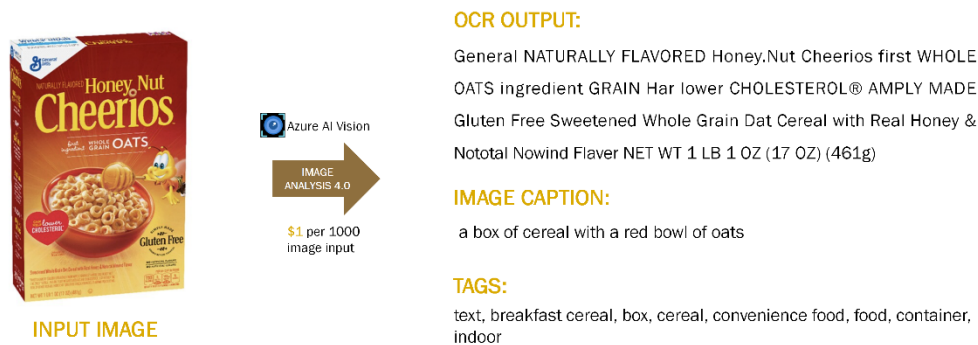 General
Mills
NATURALLY FLAVORED
Honey Nut
Cheerios
first ingredient WHOLE GRAIN OATS
lower
CHOLESTEROL
Gluten Free
INPUT IMAGE
Azure AI Vision
IMAGE
ANALYSIS 4.0
$1 per 1000
image input
OCR OUTPUT:
General NATURALLY FLAVORED Honey.Nut Cheerios first WHOLE
OATS ingredient GRAIN Har lower CHOLESTEROL® AMPLY MADE
Gluten Free Sweetened Whole Grain Dat Cereal with Real Honey &
Nototal Nowind Flaver NET WT 1 LB 1 OZ (17 OZ) (461g)
IMAGE CAPTION:
a box of cereal with a red bowl of oats
TAGS:
text, breakfast cereal, box, cereal, convenience food, food, container,
indoor